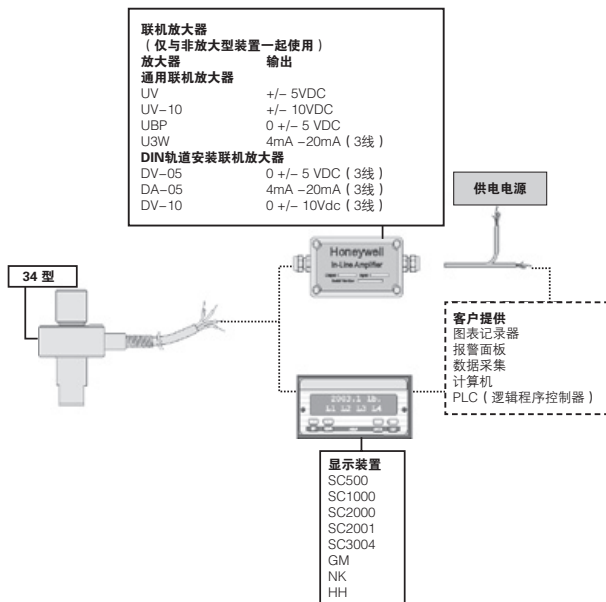 联机放大器
(仅与非放大型装置一起使用)
放大器 输出
通用联机放大器
UV +/- 5VDC
UV-10 +/- 10VDC
UBP 0 +/- 5 VDC
U3W 4mA -20mA(3线)
DIN轨道安装联机放大器
DV-05 0 +/- 5 VDC(3线)
DA-05 4mA -20mA(3线)
DV-10 0 +/- 10Vdc(3线)
供电电源
Honeywell
In-Line Amplifier
34 型
客户提供
图表记录器
报警面板
数据采集
计算机
PLC(逻辑程序控制器)
2003.1 lb.
L1 L2 L3 L4
显示装置
SC500
SC1000
SC2000
SC2001
SC3004
GM
NK
HH